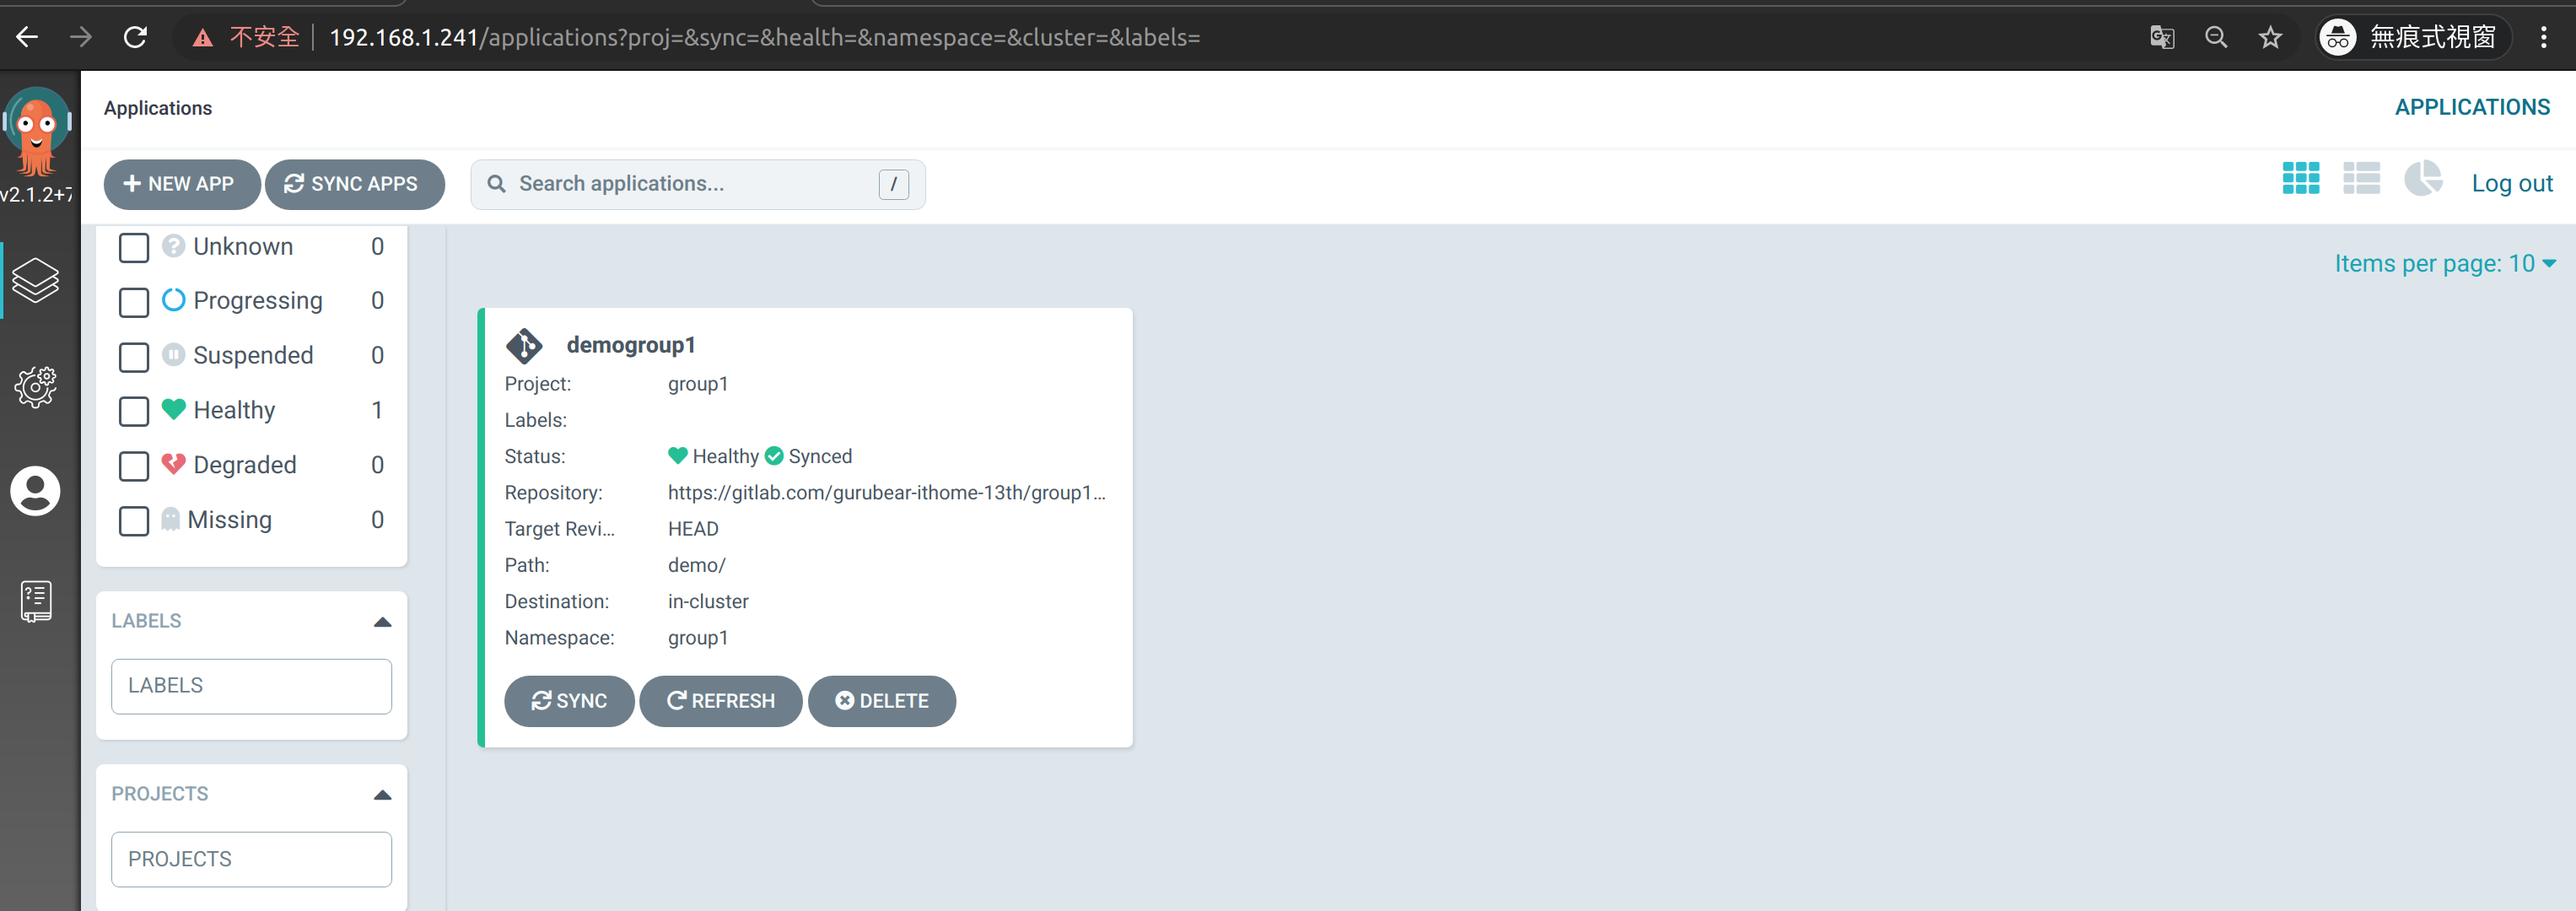 不安全 192.168.1.241/applications?proj=&sync=&health=&namespace=&cluster=&labels= 無痕式視窗
Applications APPLICATIONS
v2.1.2+7
NEW APP SYNC APPS Search applications... / Log out
Unknown 0
Progressing 0
Suspended 0
Healthy 1
Degraded 0
Missing 0
LABELS
LABELS
PROJECTS
PROJECTS
Items per page: 10
demogroup1
Project: group1
Labels:
Status: Healthy Synced
Repository: https://gitlab.com/gurubear-ithome-13th/group1...
Target Revi... HEAD
Path: demo/
Destination: in-cluster
Namespace: group1
SYNC REFRESH DELETE